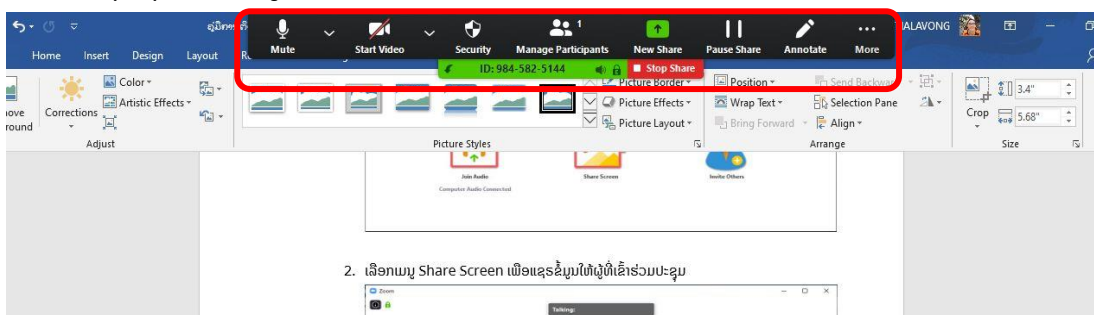 ALAVONG
Mute Start Video Security Manage Participants 1 New Share Pause Share Annotate More
ID: 984-582-5144 Stop Share
Home Insert Design Layout
Color
Artistic Effects
Corrections
Picture Border
Picture Effects
Picture Layout
Position
Wrap Text
Bring Forward
Send Backward
Selection Pane
Align
Crop
3.4"
5.68"
Adjust Picture Styles Arrange Size
Join Audio Share Screen Invite Others
Computer Audio Connected
2. ເລືອກເມນູ Share Screen ເພື່ອແຊຣຂໍ້ມູນໃຫ້ຜູ້ທີ່ເຂົ້າຮ່ວມປະຊຸມ
Zoom
Talking: